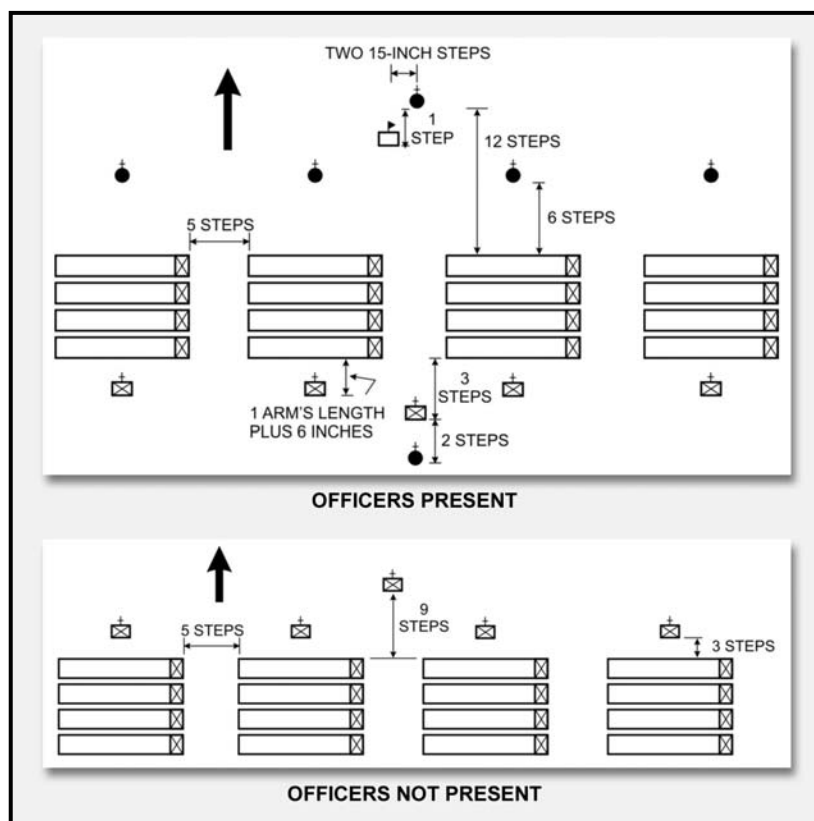 TWO 15-INCH STEPS
1
STEP
12 STEPS
6 STEPS
5 STEPS
3
STEPS
1 ARM'S LENGTH
PLUS 6 INCHES
2 STEPS
OFFICERS PRESENT
9
STEPS
5 STEPS
3 STEPS
OFFICERS NOT PRESENT